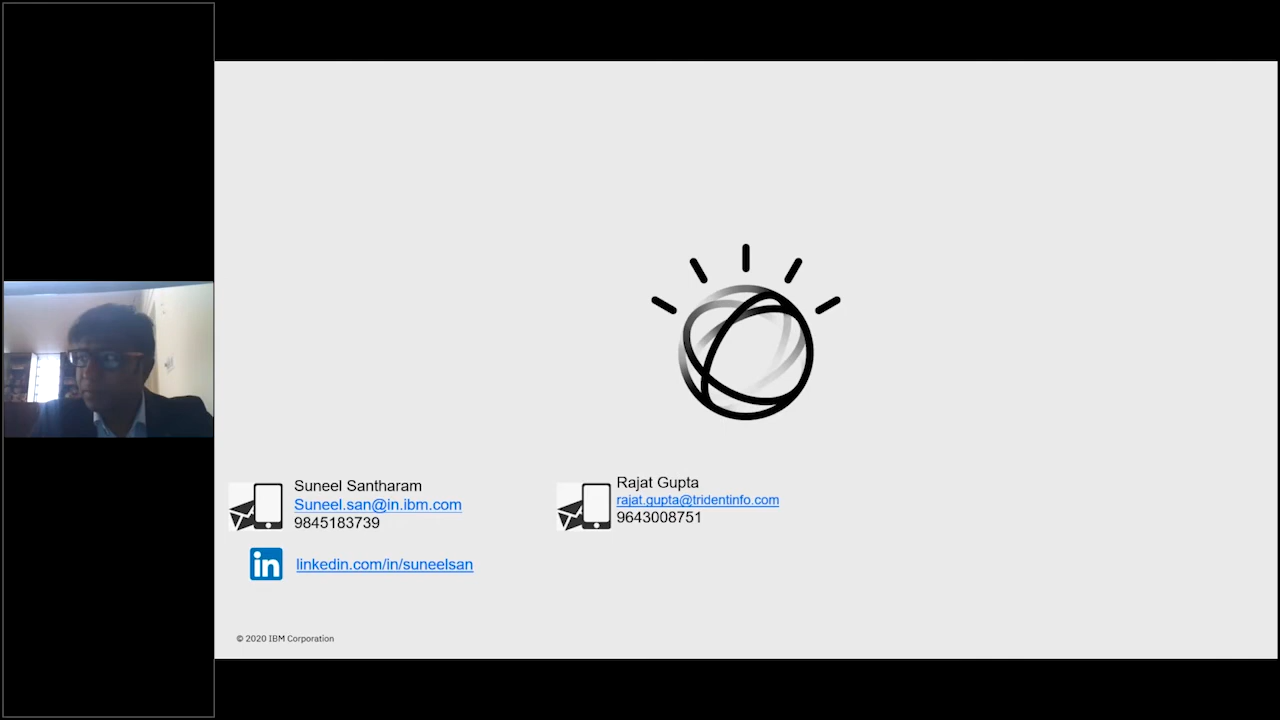 Suneel Santharam
Suneel.san@in.ibm.com
9845183739
in
linkedin.com/in/suneelsan
Rajat Gupta
rajat.gupta@tridentinfo.com
9643008751
© 2020 IBM Corporation